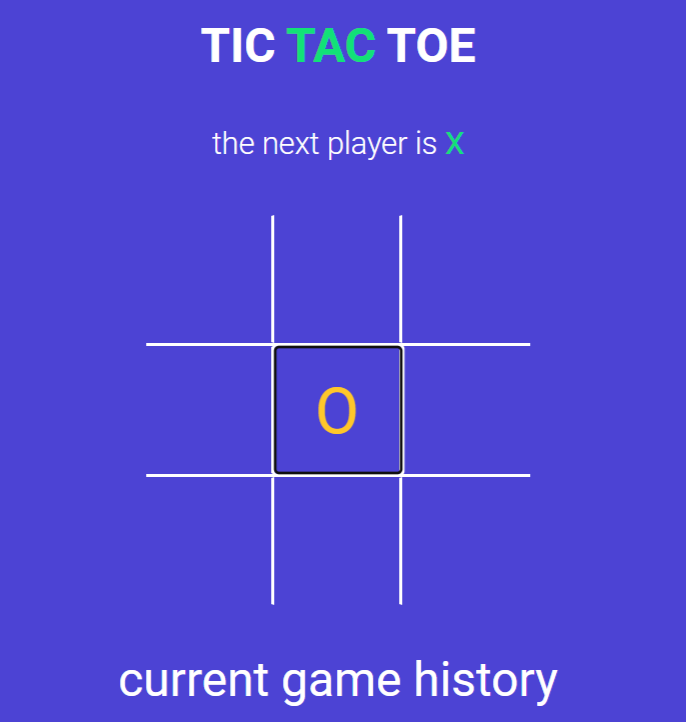 TIC TAC TOE
the next player is X
O
current game history